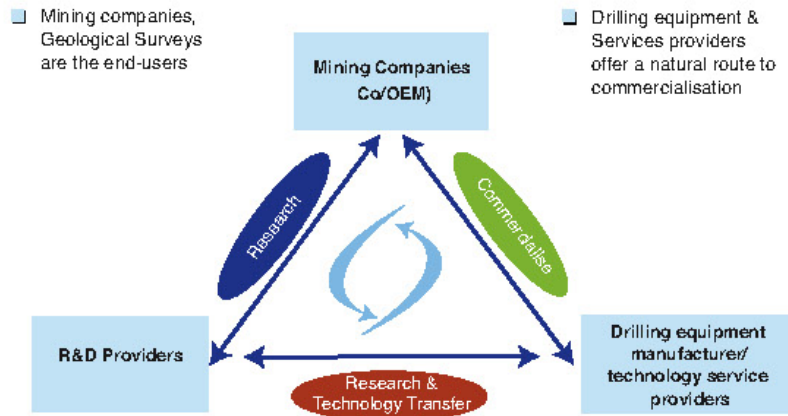 Mining companies,
Geological Surveys
are the end-users
Drilling equipment &
Services providers
offer a natural route to
commercialisation
Mining Companies
Co/OEM)
Research
Commercialise
R&D Providers
Drilling equipment
manufacturer/
technology service
providers
Research &
Technology Transfer